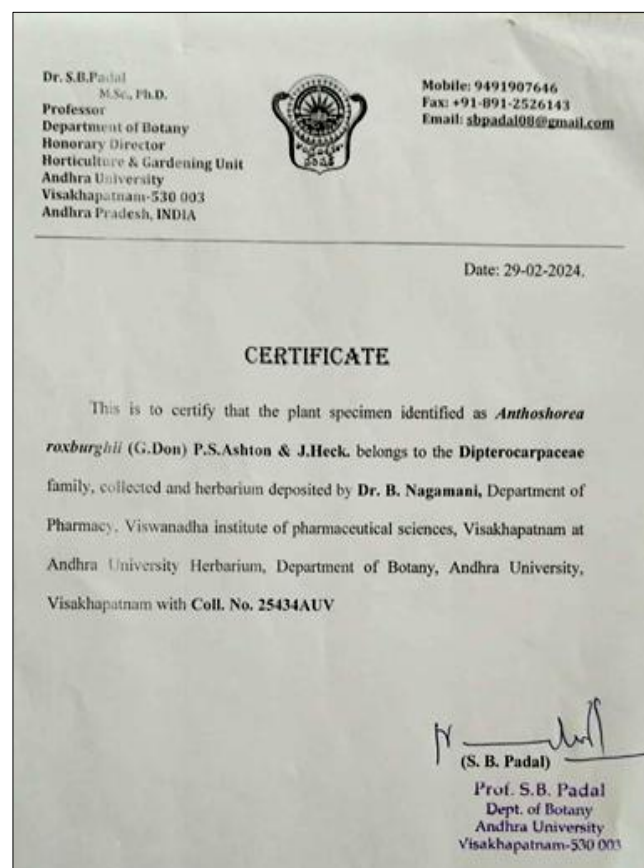 Dr. S.B.Padal
M.Sc., Ph.D.
Professor
Department of Botany
Honorary Director
Horticulture & Gardening Unit
Andhra University
Visakhapatnam-530 003
Andhra Pradesh, INDIA
Mobile: 9491907646
Fax: +91-891-2526143
Email: sbpadal08@gmail.com
Date: 29-02-2024.
CERTIFICATE
This is to certify that the plant specimen identified as Anthoshorea
roxburghii (G.Don) P.S.Ashton & J.Heck. belongs to the Dipterocarpaceae
family, collected and herbarium deposited by Dr. B. Nagamani, Department of
Pharmacy, Viswanadha institute of pharmaceutical sciences, Visakhapatnam at
Andhra University Herbarium, Department of Botany, Andhra University,
Visakhapatnam with Coll. No. 25434AUV
(S. B. Padal)
Prof. S.B. Padal
Dept. of Botany
Andhra University
Visakhapatnam-530 003